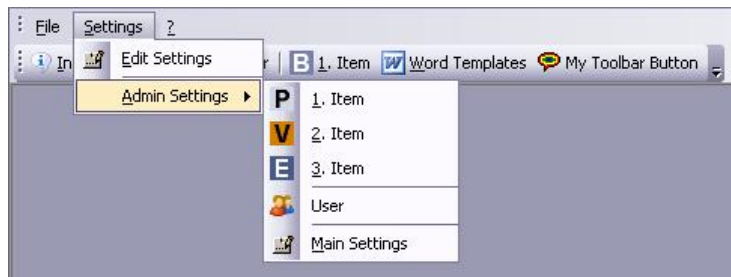 File Settings ?
Edit Settings
B 1. Item Word Templates My Toolbar Button
Admin Settings
P 1. Item
V 2. Item
E 3. Item
User
Main Settings